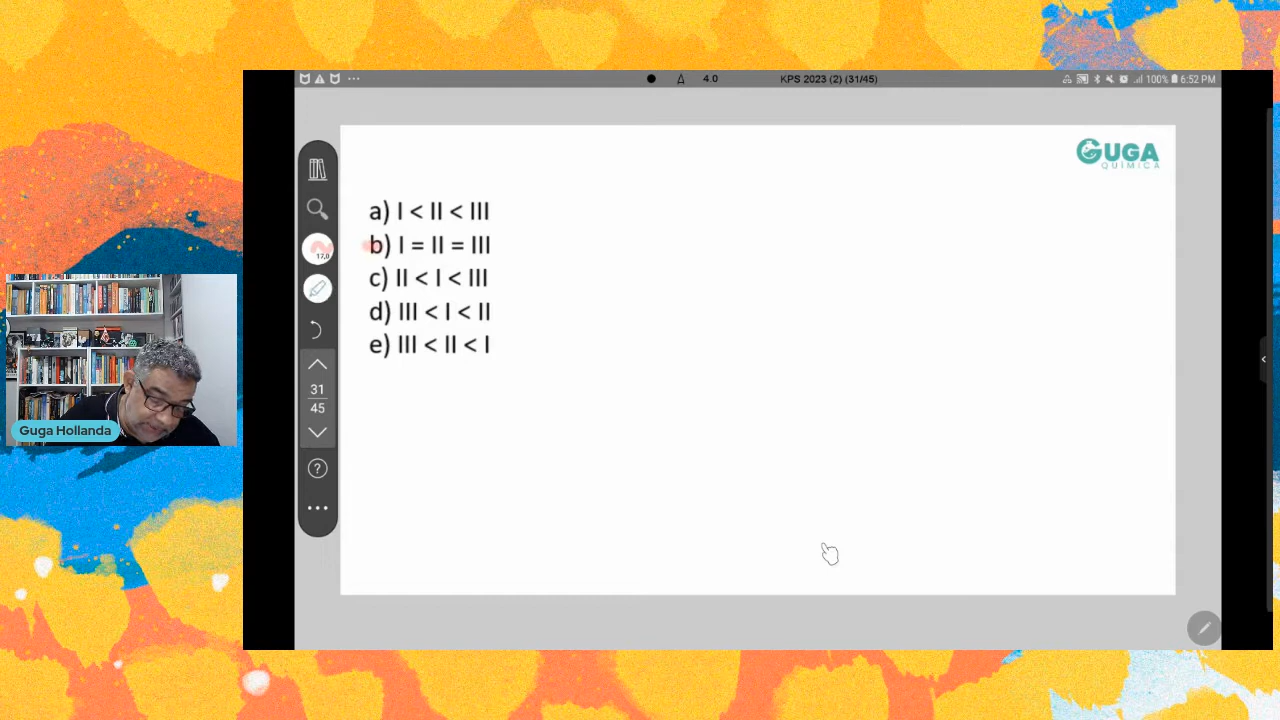 4.0 KPS 2023 (2) (31/45) 100% 6:52 PM
GUGA
QUÍMICA
a) I < II < III
b) I = II = III
17,0
c) II < I < III
d) III < I < II
e) III < II < I
31
45
Guga Hollanda